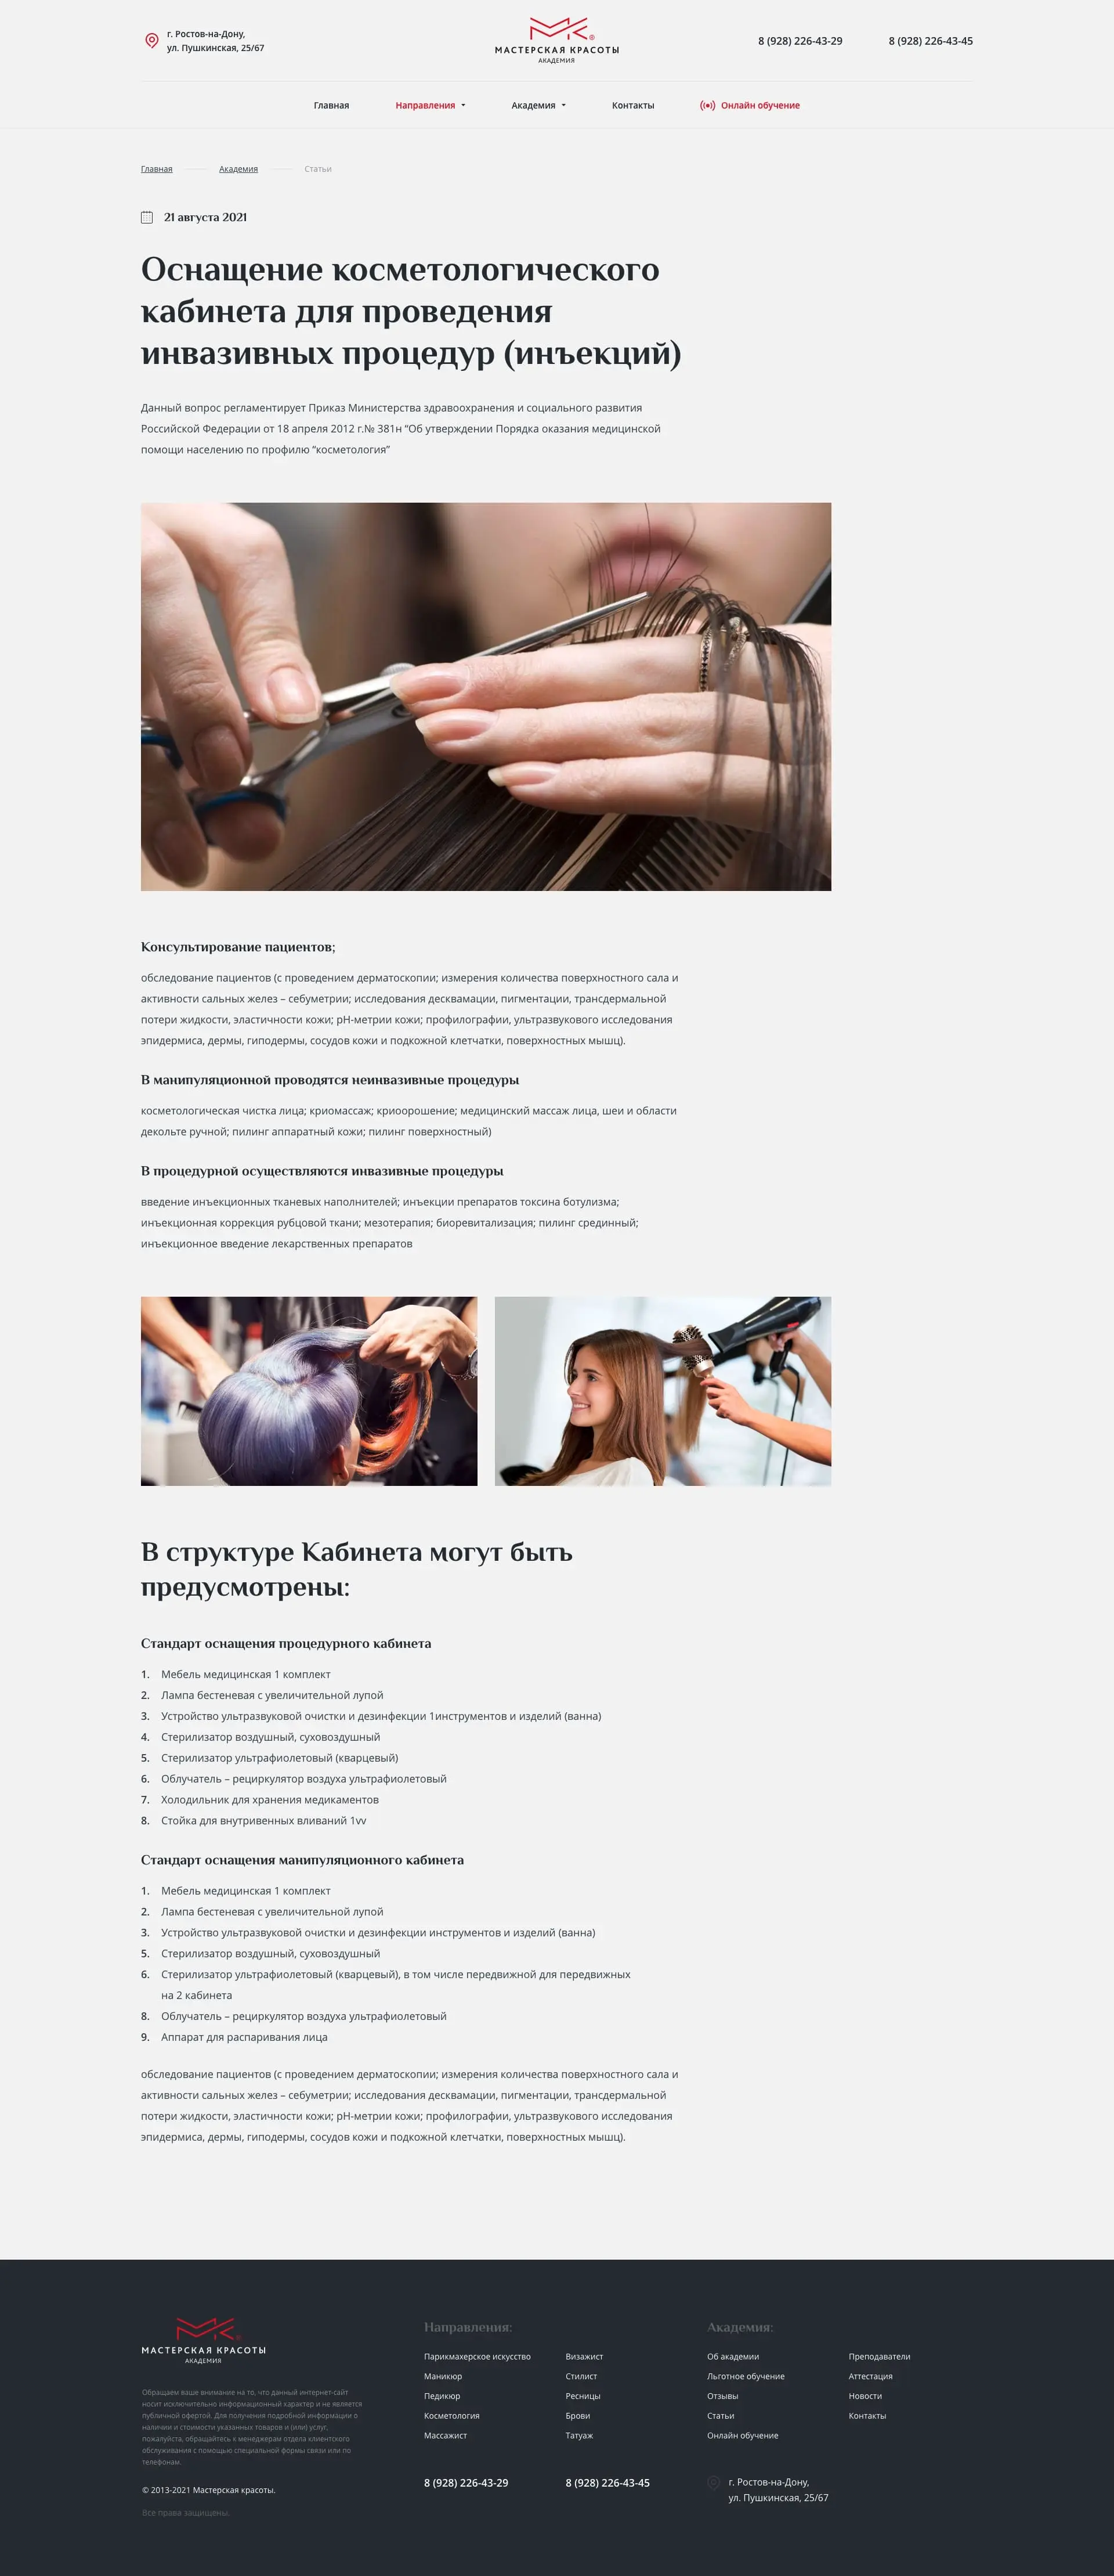 г. Ростов-на-Дону,
ул. Пушкинская, 25/67
МАСТЕРСКАЯ КРАСОТЫ
АКАДЕМИЯ
8 (928) 226-43-29
8 (928) 226-43-45
Главная
Направления
Академия
Контакты
Онлайн обучение
Главная
Академия
Статьи
21 августа 2021
Оснащение косметологического
кабинета для проведения
инвазивных процедур (инъекций)
Данный вопрос регламентирует Приказ Министерства здравоохранения и социального развития
Российской Федерации от 18 апреля 2012 г.№ 381н “Об утверждении Порядка оказания медицинской
помощи населению по профилю “косметология”
Консультирование пациентов;
обследование пациентов (с проведением дерматоскопии; измерения количества поверхностного сала и
активности сальных желез – себуметрии; исследования десквамации, пигментации, трансдермальной
потери жидкости, эластичности кожи; рН-метрии кожи; профилографии, ультразвукового исследования
эпидермиса, дермы, гиподермы, сосудов кожи и подкожной клетчатки, поверхностных мышц).
В манипуляционной проводятся неинвазивные процедуры
косметологическая чистка лица; криомассаж; криоорошение; медицинский массаж лица, шеи и области
декольте ручной; пилинг аппаратный кожи; пилинг поверхностный)
В процедурной осуществляются инвазивные процедуры
введение инъекционных тканевых наполнителей; инъекции препаратов токсина ботулизма;
инъекционная коррекция рубцовой ткани; мезотерапия; биоревитализация; пилинг срединный;
инъекционное введение лекарственных препаратов
В структуре Кабинета могут быть
предусмотрены:
Стандарт оснащения процедурного кабинета
1. Мебель медицинская 1 комплект
2. Лампа бестеневая с увеличительной лупой
3. Устройство ультразвуковой очистки и дезинфекции 1инструментов и изделий (ванна)
4. Стерилизатор воздушный, суховоздушный
5. Стерилизатор ультрафиолетовый (кварцевый)
6. Облучатель – рециркулятор воздуха ультрафиолетовый
7. Холодильник для хранения медикаментов
8. Стойка для внутривенных вливаний 1vv
Стандарт оснащения манипуляционного кабинета
1. Мебель медицинская 1 комплект
2. Лампа бестеневая с увеличительной лупой
3. Устройство ультразвуковой очистки и дезинфекции инструментов и изделий (ванна)
5. Стерилизатор воздушный, суховоздушный
6. Стерилизатор ультрафиолетовый (кварцевый), в том числе передвижной для передвижных
на 2 кабинета
8. Облучатель – рециркулятор воздуха ультрафиолетовый
9. Аппарат для распаривания лица
обследование пациентов (с проведением дерматоскопии; измерения количества поверхностного сала и
активности сальных желез – себуметрии; исследования десквамации, пигментации, трансдермальной
потери жидкости, эластичности кожи; рН-метрии кожи; профилографии, ультразвукового исследования
эпидермиса, дермы, гиподермы, сосудов кожи и подкожной клетчатки, поверхностных мышц).
МАСТЕРСКАЯ КРАСОТЫ
АКАДЕМИЯ
Обращаем ваше внимание на то, что данный интернет-сайт
носит исключительно информационный характер и не является
публичной офертой. Для получения подробной информации о
наличии и стоимости указанных товаров и (или) услуг,
пожалуйста, обращайтесь к менеджерам отдела клиентского
обслуживания с помощью специальной формы связи или по
телефонам.
© 2013-2021 Мастерская красоты.
Все права защищены.
Направления:
Парикмахерское искусство
Маникюр
Педикюр
Косметология
Массажист
Визажист
Стилист
Ресницы
Брови
Татуаж
8 (928) 226-43-29
8 (928) 226-43-45
Академия:
Об академии
Льготное обучение
Отзывы
Статьи
Онлайн обучение
Преподаватели
Аттестация
Новости
Контакты
г. Ростов-на-Дону,
ул. Пушкинская, 25/67